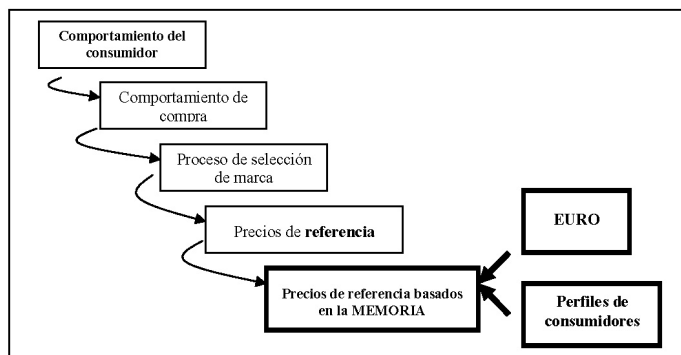 Comportamiento del
consumidor
Comportamiento de
compra
Proceso de selección
de marca
Precios de referencia
EURO
Precios de referencia basados
en la MEMORIA
Perfiles de
consumidores